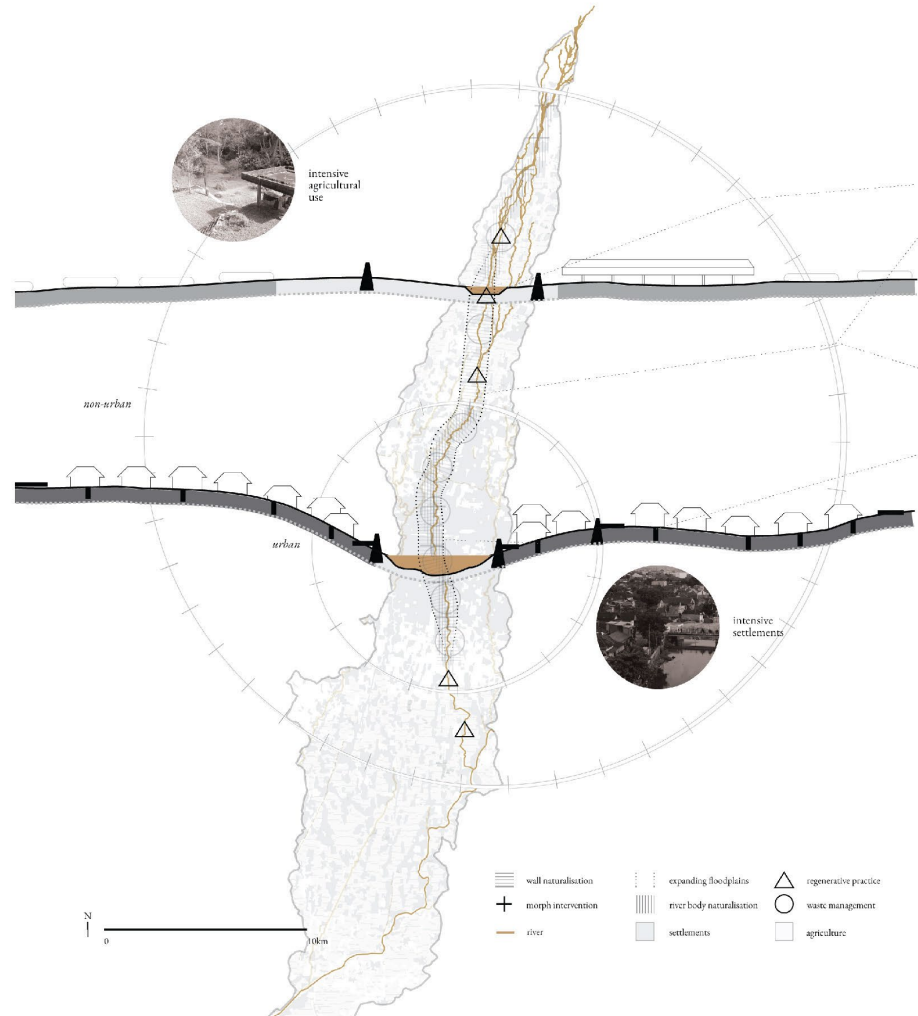 intensive
agricultural
use
non-urban
urban
intensive
settlements
wall naturalisation
expanding floodplains
regenerative practice
morph intervention
river body naturalisation
waste management
river
settlements
agriculture
N
0
10km